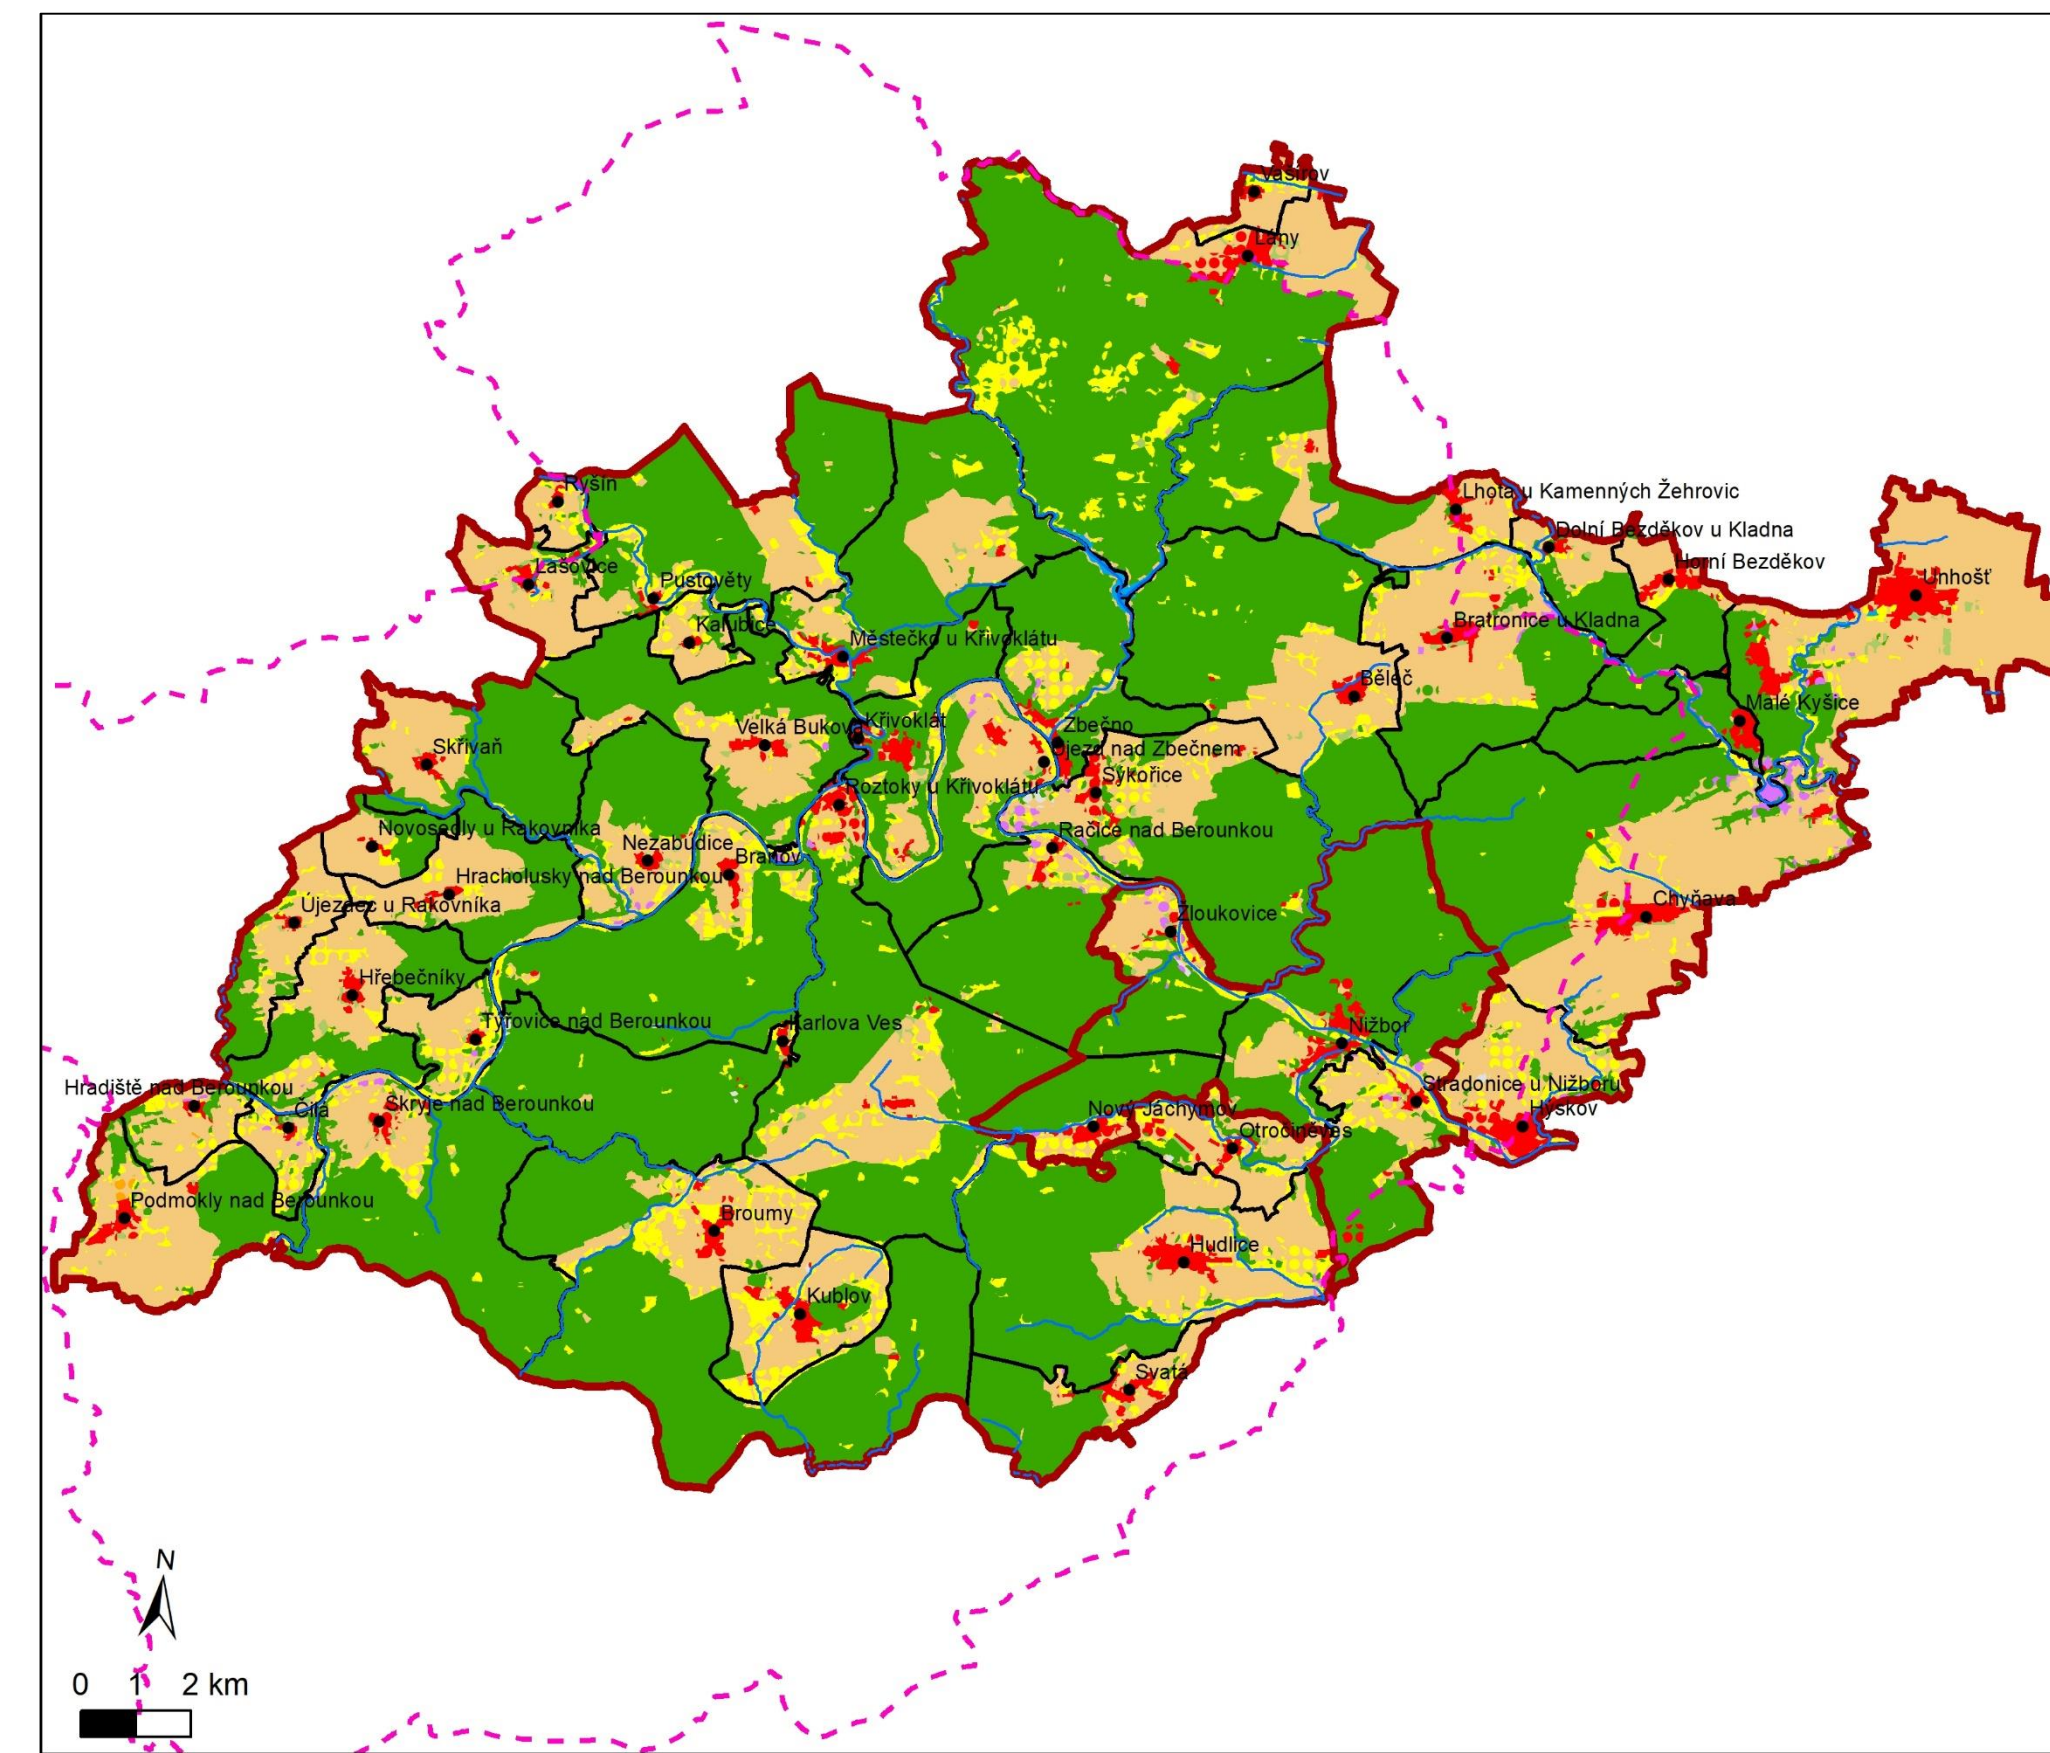 Vašírov
Lány
Ryšín
Lhota u Kamenných Žehrovic
Dolní Bezděkov u Kladna
Horní Bezděkov
Lašovice
Pustověty
Unhošť
Kalubice
Městečko u Křivoklátu
Bratronice u Kladna
Běleč
Malé Kyšice
Velká Buková
Křivoklát
Zbečno
Skřivaň
Újezd nad Zbečnem
Sýkořice
Roztoky u Křivoklátu
Novosedly u Rakovníka
Nezabudice
Branov
Račice nad Berounkou
Hracholusky nad Berounkou
Újezdec u Rakovníka
Žloukovice
Chyňava
Hřebečníky
Týřovice nad Berounkou
Karlova Ves
Nižbor
Hradiště nad Berounkou
Čilá
Skryje nad Berounkou
Nový Jáchymov
Stradonice u Nižboru
Hýskov
Otročiněves
Podmokly nad Berounkou
Broumy
Hudlice
Kublov
Svatá
N
0 1 2 km